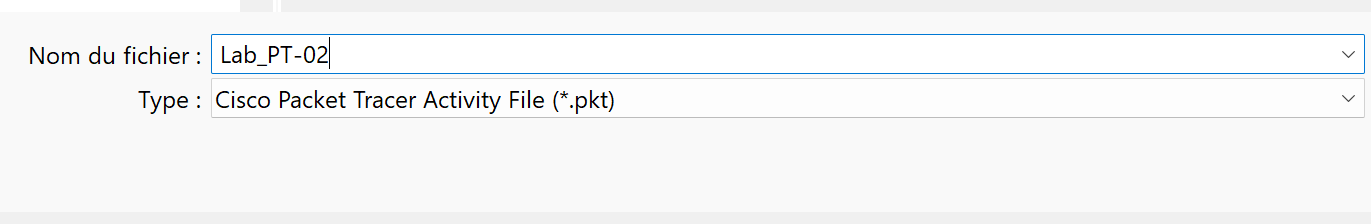 Nom du fichier : Lab_PT-02
Type : Cisco Packet Tracer Activity File (*.pkt)